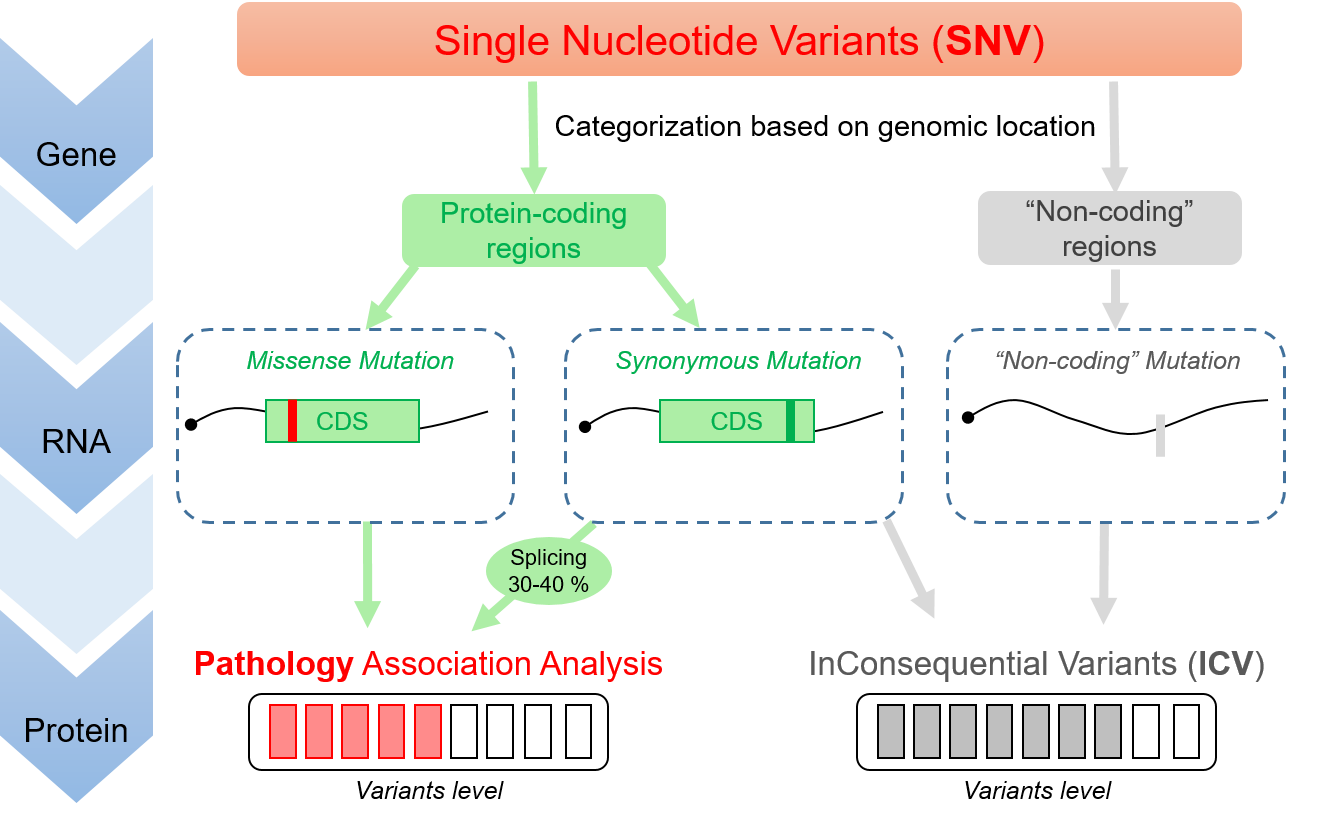 Single Nucleotide Variants (SNV)
Categorization based on genomic location
Gene
Protein-coding
regions
“Non-coding”
regions
Missense Mutation
Synonymous Mutation
“Non-coding” Mutation
CDS
CDS
RNA
Splicing
30-40 %
Pathology Association Analysis
InConsequential Variants (ICV)
Protein
Variants level
Variants level